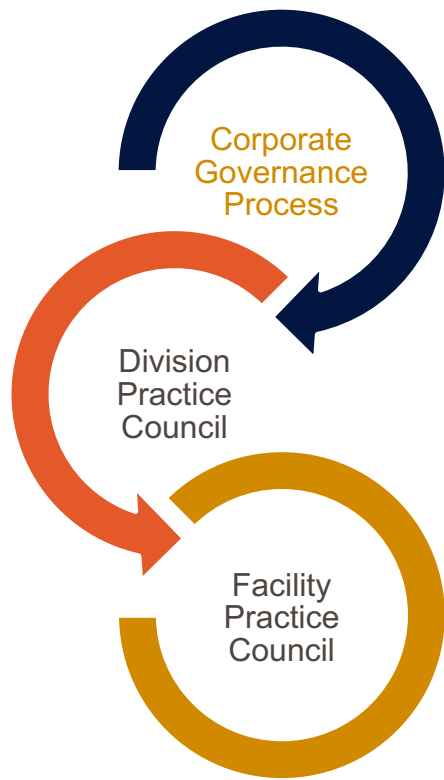 Corporate
Governance
Process
Division
Practice
Council
Facility
Practice
Council